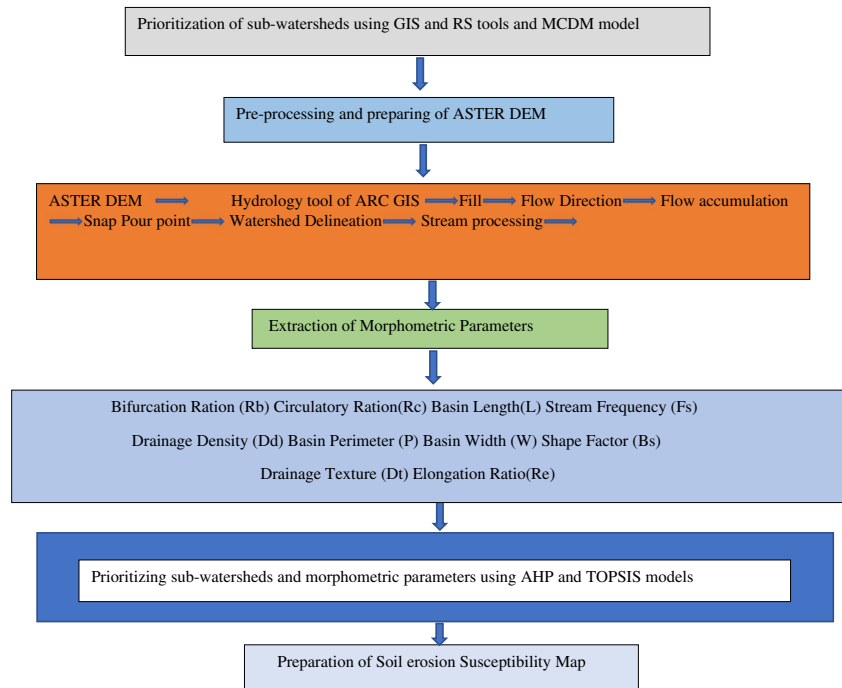 Prioritization of sub-watersheds using GIS and RS tools and MCDM model
Pre-processing and preparing of ASTER DEM
ASTER DEM Hydrology tool of ARC GIS Fill Flow Direction Flow accumulation
Snap Pour point Watershed Delineation Stream processing
Extraction of Morphometric Parameters
Bifurcation Ration (Rb) Circulatory Ration(Rc) Basin Length(L) Stream Frequency (Fs)
Drainage Density (Dd) Basin Perimeter (P) Basin Width (W) Shape Factor (Bs)
Drainage Texture (Dt) Elongation Ratio(Re)
Prioritizing sub-watersheds and morphometric parameters using AHP and TOPSIS models
Preparation of Soil erosion Susceptibility Map